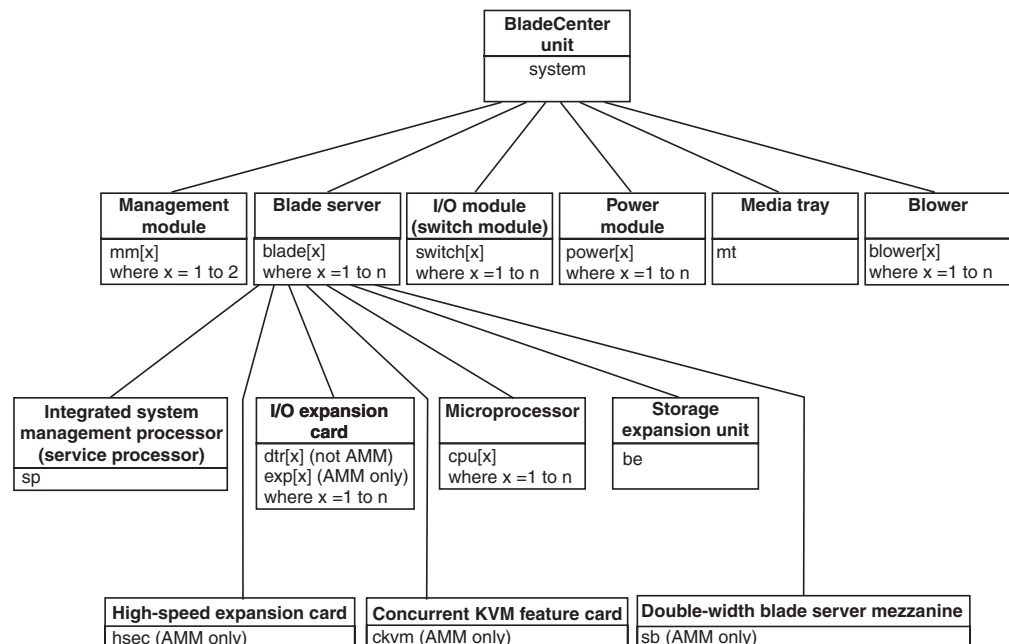 BladeCenter
unit
system
Management
module
mm[x]
where x = 1 to 2
Blade server
blade[x]
where x =1 to n
I/O module
(switch module)
switch[x]
where x =1 to n
Power
module
power[x]
where x =1 to n
Media tray
mt
Blower
blower[x]
where x =1 to n
Integrated system
management processor
(service processor)
sp
I/O expansion
card
dtr[x] (not AMM)
exp[x] (AMM only)
where x =1 to n
Microprocessor
cpu[x]
where x =1 to n
Storage
expansion unit
be
High-speed expansion card
hsec (AMM only)
Concurrent KVM feature card
ckvm (AMM only)
Double-width blade server mezzanine
sb (AMM only)